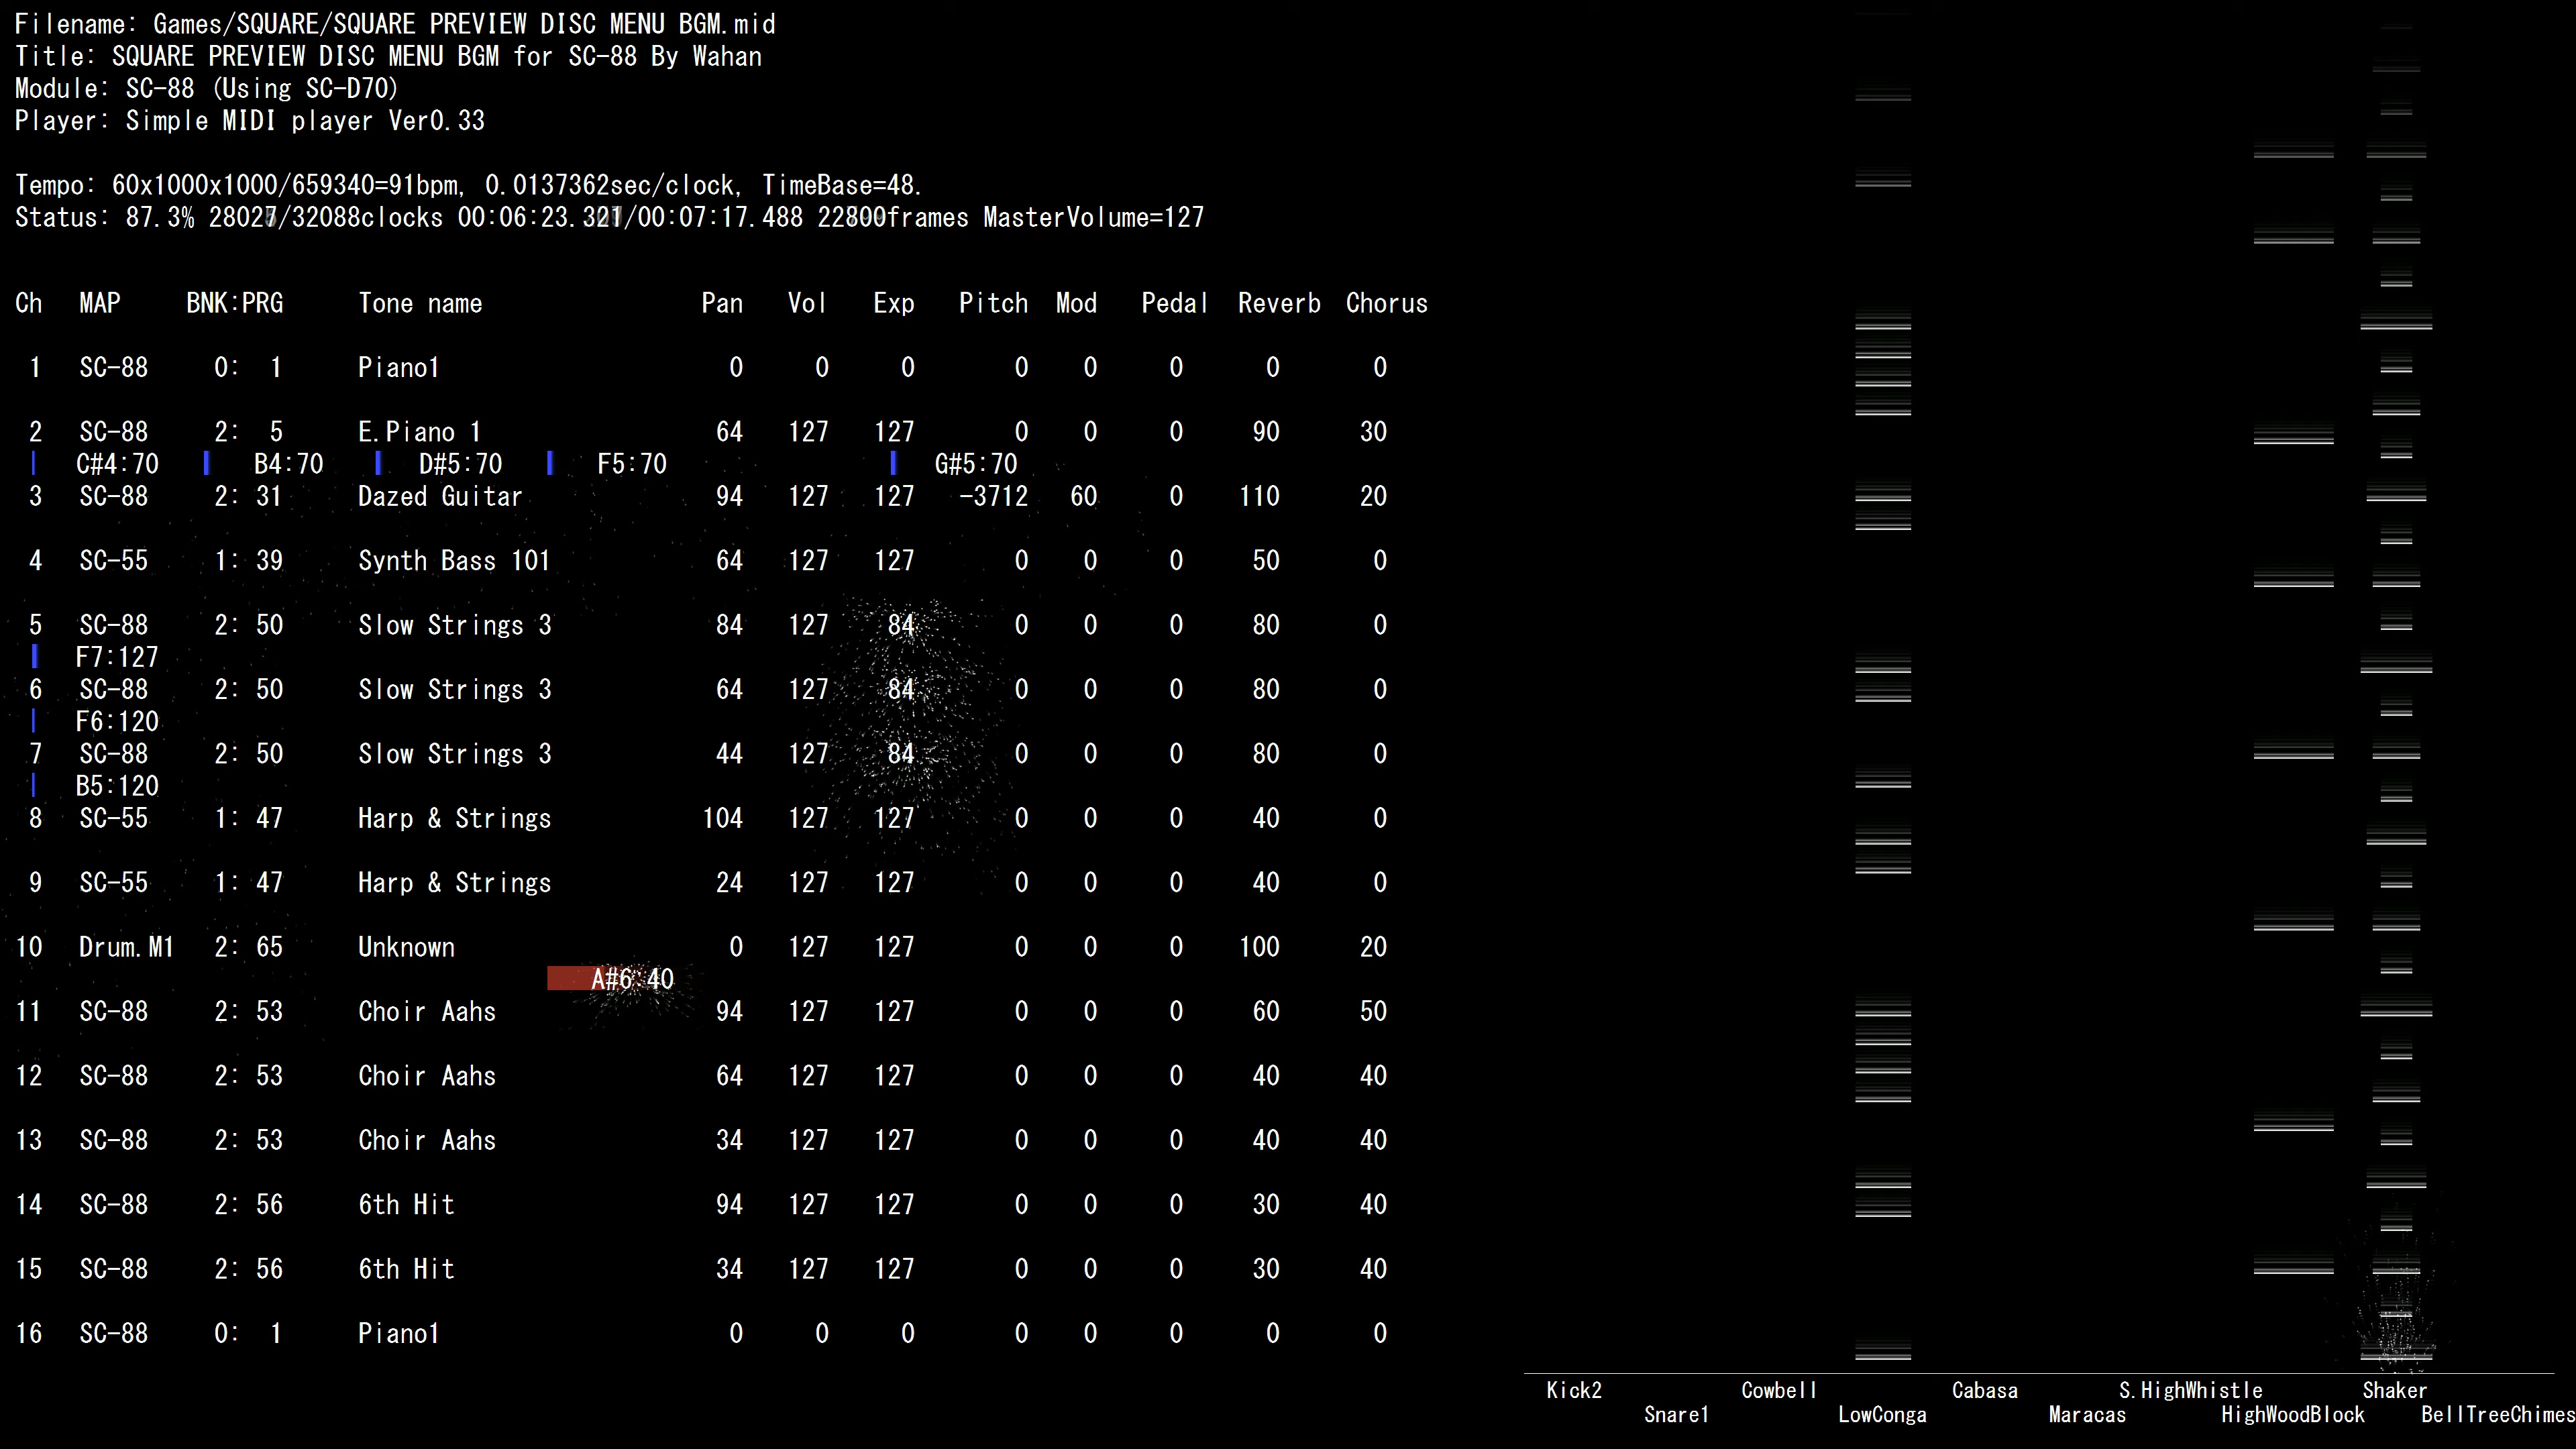 Filename: Games/SQUARE/SQUARE PREVIEW DISC MENU BGM.mid
Title: SQUARE PREVIEW DISC MENU BGM for SC-88 By Wahan
Module: SC-88 (Using SC-D70)
Player: Simple MIDI player Ver0.33
Tempo: 60x1000x1000/659340=91bpm, 0.0137362sec/clock, TimeBase=48.
Status: 87.3% /32088clocks /00:07:17.488 MasterVolume=127
Ch MAP BNK:PRG Tone name Pan Vol Exp Pitch Mod Pedal Reverb Chorus
1 SC-88 0: 1 Piano1 0 0 0 0 0 0 0 0
2 SC-88 2: 5 E.Piano 1 64 127 127 0 0 0 90 30
C#4:70 B4:70 D#5:70 F5:70 G#5:70
3 SC-88 2: 31 Dazed Guitar 94 127 127 -3712 60 0 110 20
4 SC-55 1: 39 Synth Bass 101 64 127 127 0 0 0 50 0
5 SC-88 2: 50 Slow Strings 3 84 127 84 0 0 0 80 0
F7:127
6 SC-88 2: 50 Slow Strings 3 64 127 84 0 0 0 80 0
F6:120
7 SC-88 2: 50 Slow Strings 3 44 127 84 0 0 0 80 0
B5:120
8 SC-55 1: 47 Harp & Strings 104 127 127 0 0 0 40 0
9 SC-55 1: 47 Harp & Strings 24 127 127 0 0 0 40 0
10 Drum.M1 2: 65 Unknown 0 127 127 0 0 0 100 20
A#6:40
11 SC-88 2: 53 Choir Aahs 94 127 127 0 0 0 60 50
12 SC-88 2: 53 Choir Aahs 64 127 127 0 0 0 40 40
13 SC-88 2: 53 Choir Aahs 34 127 127 0 0 0 40 40
14 SC-88 2: 56 6th Hit 94 127 127 0 0 0 30 40
15 SC-88 2: 56 6th Hit 34 127 127 0 0 0 30 40
16 SC-88 0: 1 Piano1 0 0 0 0 0 0 0 0
Kick2 Cowbell Cabasa S.HighWhistle Shaker
Snare1 LowConga Maracas HighWoodBlock BellTreeChimes